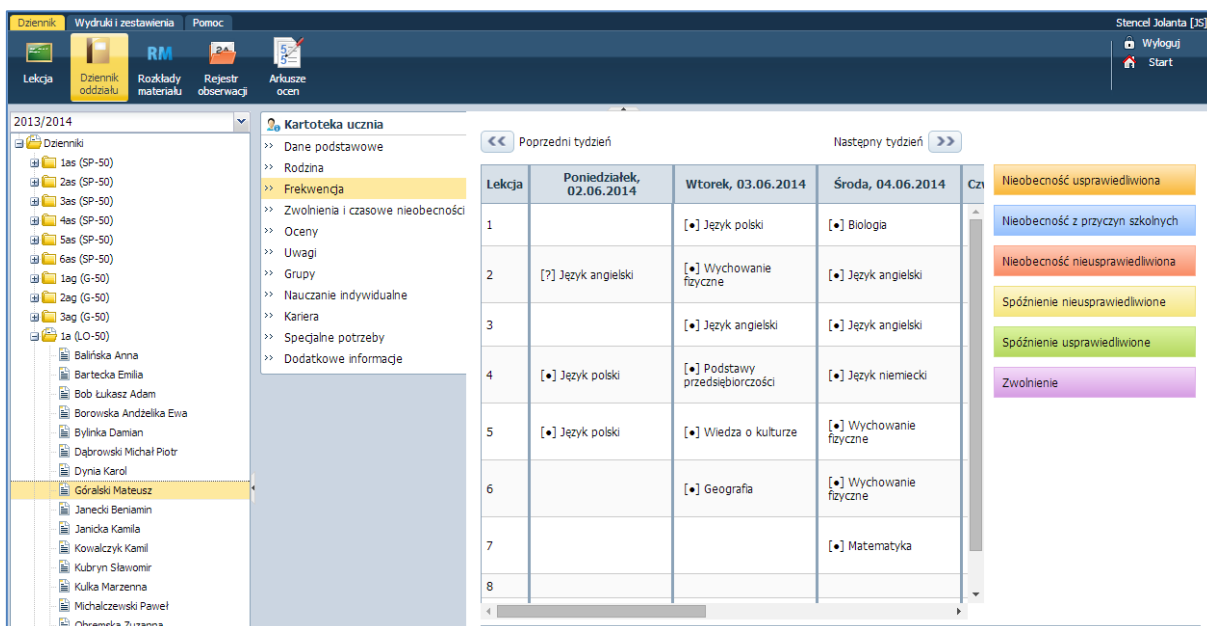 Dziennik Wydruki i zestawienia Pomoc Stencel Jolanta [JS]
Wyloguj
Start
Lekcja
Dziennik oddziału
Rozkłady materiału
Rejestr obserwacji
Arkusze ocen
2013/2014
Dzienniki
1as (SP-50)
2as (SP-50)
3as (SP-50)
4as (SP-50)
5as (SP-50)
6as (SP-50)
1ag (G-50)
2ag (G-50)
3ag (G-50)
1a (LO-50)
Balińska Anna
Bartecka Emilia
Bob Łukasz Adam
Borowska Andżelika Ewa
Bylinka Damian
Dąbrowski Michał Piotr
Dynia Karol
Góralski Mateusz
Janecki Beniamin
Janicka Kamila
Kowalczyk Kamil
Kubryn Sławomir
Kulka Marzenna
Michalczewski Paweł
Obremska Zuzanna
Kartoteka ucznia
Dane podstawowe
Rodzina
Frekwencja
Zwolnienia i czasowe nieobecności
Oceny
Uwagi
Grupy
Nauczanie indywidualne
Kariera
Specjalne potrzeby
Dodatkowe informacje
Poprzedni tydzień Następny tydzień
Lekcja Poniedziałek, 02.06.2014 Wtorek, 03.06.2014 Środa, 04.06.2014 Czw
1 [•] Język polski [•] Biologia
2 [?] Język angielski [•] Wychowanie fizyczne [•] Język angielski
3 [•] Język angielski [•] Język angielski
4 [•] Język polski [•] Podstawy przedsiębiorczości [•] Język niemiecki
5 [•] Język polski [•] Wiedza o kulturze [•] Wychowanie fizyczne
6 [•] Geografia [•] Wychowanie fizyczne
7 [•] Matematyka
8
Nieobecność usprawiedliwiona
Nieobecność z przyczyn szkolnych
Nieobecność nieusprawiedliwiona
Spóźnienie nieusprawiedliwione
Spóźnienie usprawiedliwione
Zwolnienie